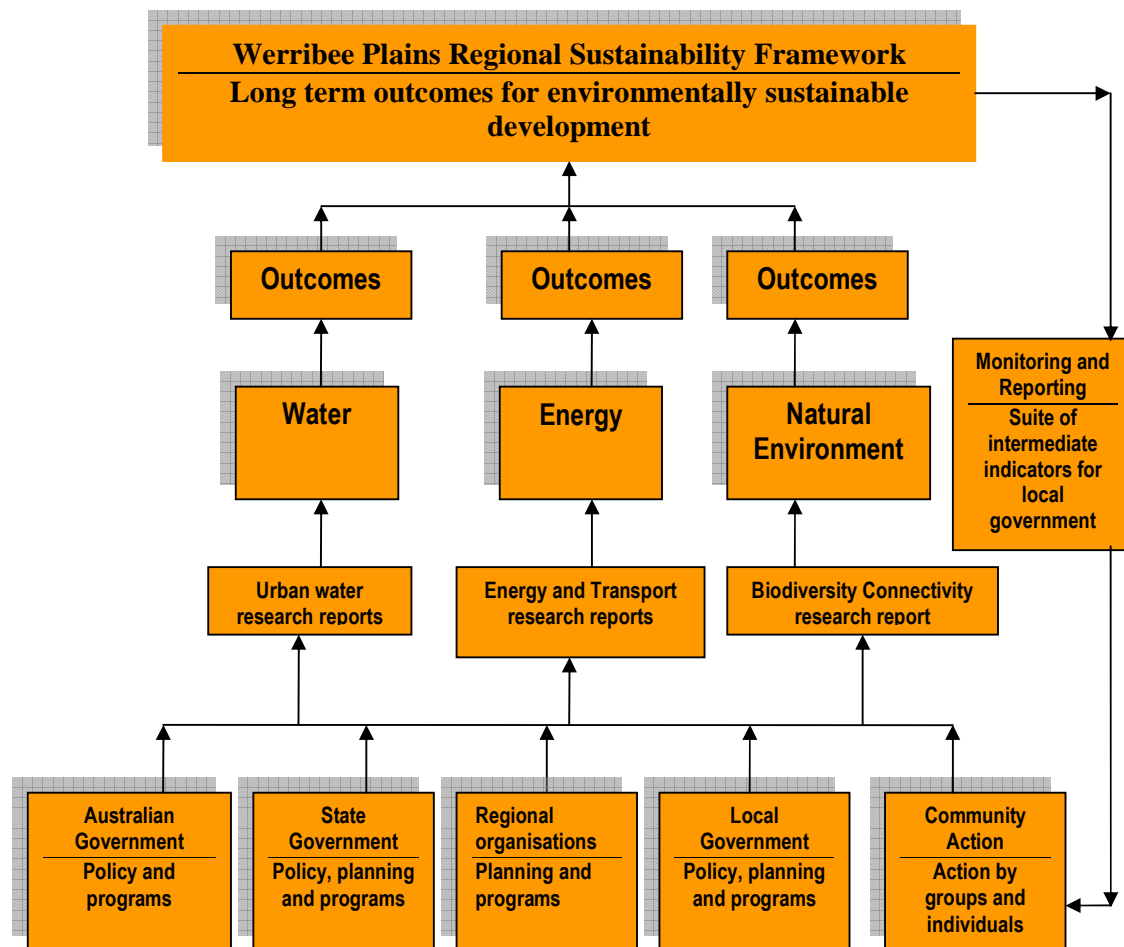 Werribee Plains Regional Sustainability Framework
Long term outcomes for environmentally sustainable
development
Outcomes
Outcomes
Outcomes
Water
Energy
Natural
Environment
Monitoring and
Reporting
Suite of
intermediate
indicators for
local
government
Urban water
research reports
Energy and Transport
research reports
Biodiversity Connectivity
research report
Australian
Government
Policy and
programs
State
Government
Policy, planning
and programs
Regional
organisations
Planning and
programs
Local
Government
Policy, planning
and programs
Community
Action
Action by
groups and
individuals